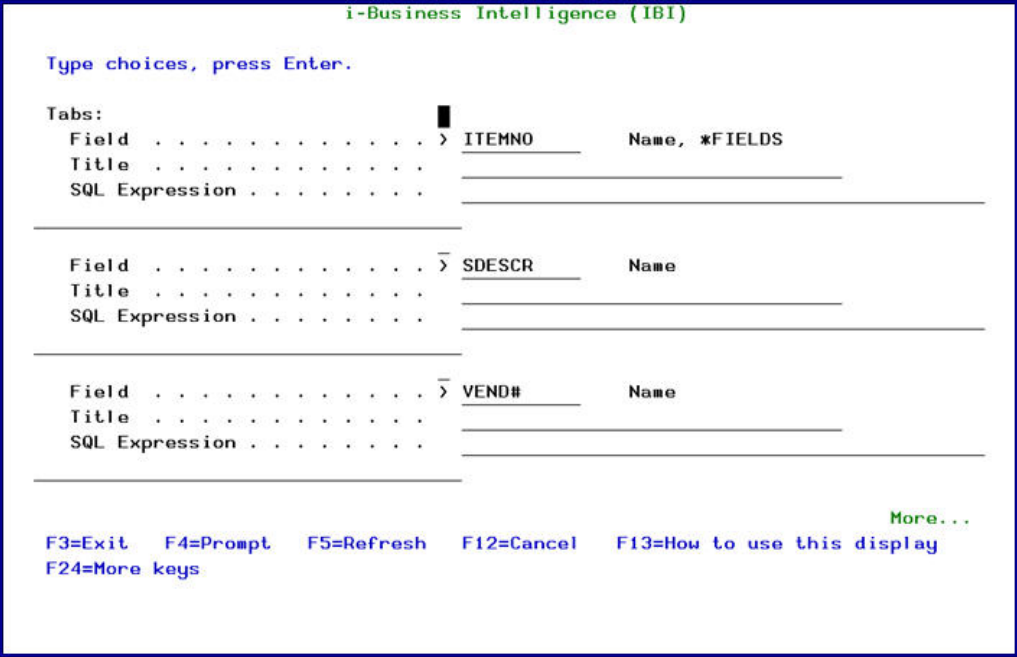 i-Business Intelligence (IBI)
Type choices, press Enter.
Tabs:
Field . . . . . . . . . . . . > ITEMNO Name, *FIELDS
Title . . . . . . . . . . . .
SQL Expression . . . . . . . .
Field . . . . . . . . . . . . > SDESCR Name
Title . . . . . . . . . . . .
SQL Expression . . . . . . . .
Field . . . . . . . . . . . . > VEND# Name
Title . . . . . . . . . . . .
SQL Expression . . . . . . . .
More...
F3=Exit F4=Prompt F5=Refresh F12=Cancel F13=How to use this display
F24=More keys